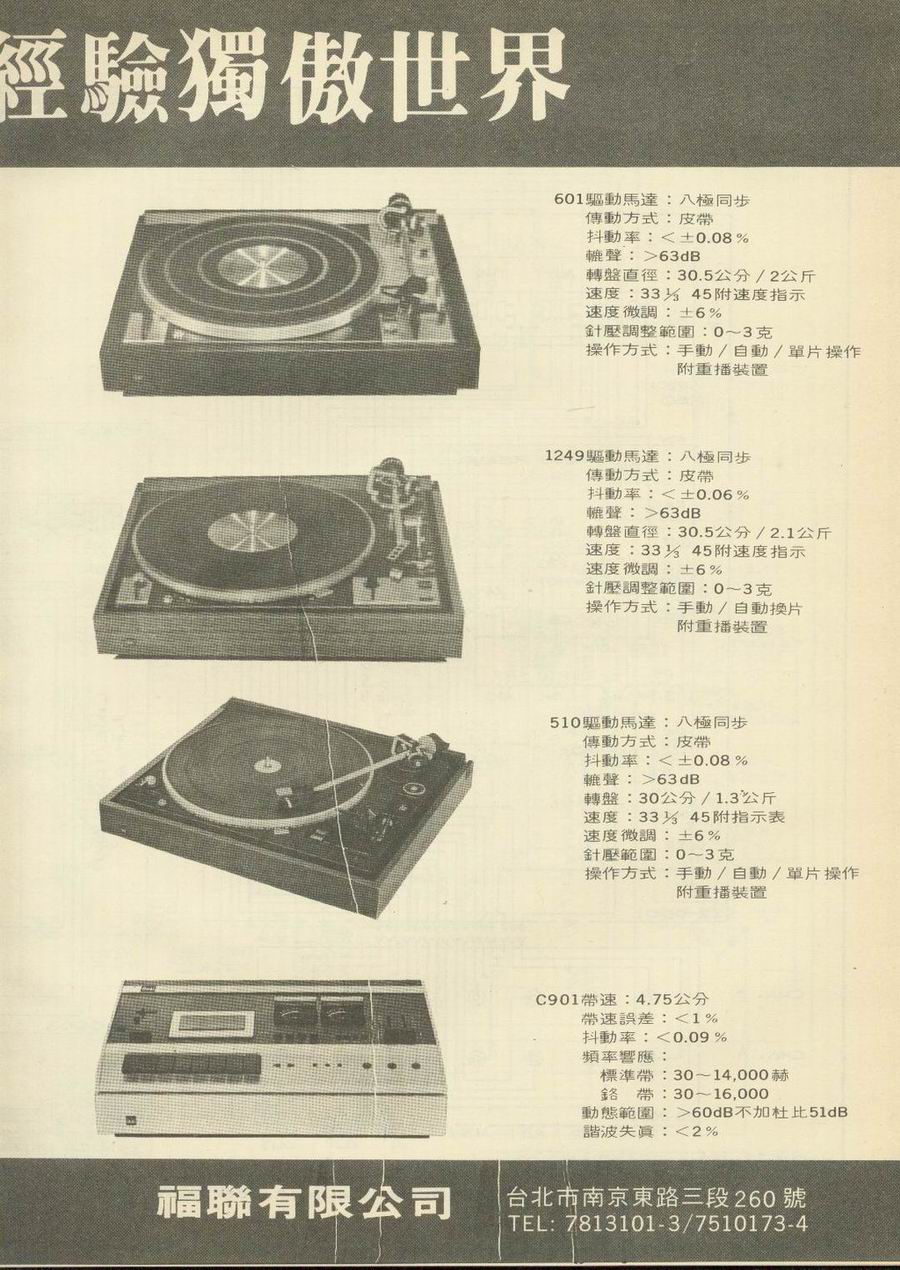 經驗獨傲世界
601驅動馬達：八極同步
傳動方式：皮帶
抖動率：＜±0.08％
轆聲：＞63dB
轉盤直徑：30.5公分／2公斤
速度：33⅓ 45附速度指示
速度微調：±6％
針壓調整範圍：0～3克
操作方式：手動／自動／單片操作
附重播裝置
1249驅動馬達：八極同步
傳動方式：皮帶
抖動率：＜±0.06％
轆聲：＞63dB
轉盤直徑：30.5公分／2.1公斤
速度：33⅓ 45附速度指示
速度微調：±6％
針壓調整範圍：0～3克
操作方式：手動／自動換片
附重播裝置
510驅動馬達：八極同步
傳動方式：皮帶
抖動率：＜±0.08％
轆聲：＞63dB
轉盤：30公分／1.3公斤
速度：33⅓ 45附指示表
速度微調：±6％
針壓範圍：0～3克
操作方式：手動／自動／單片操作
附重播裝置
C901帶速：4.75公分
帶速誤差：＜1％
抖動率：＜0.09％
頻率響應：
標準帶：30～14,000赫
鉻　帶：30～16,000
動態範圍：＞60dB不加杜比51dB
諧波失眞：＜2％
福聯有限公司
台北市南京東路三段260號
TEL: 7813101-3/7510173-4